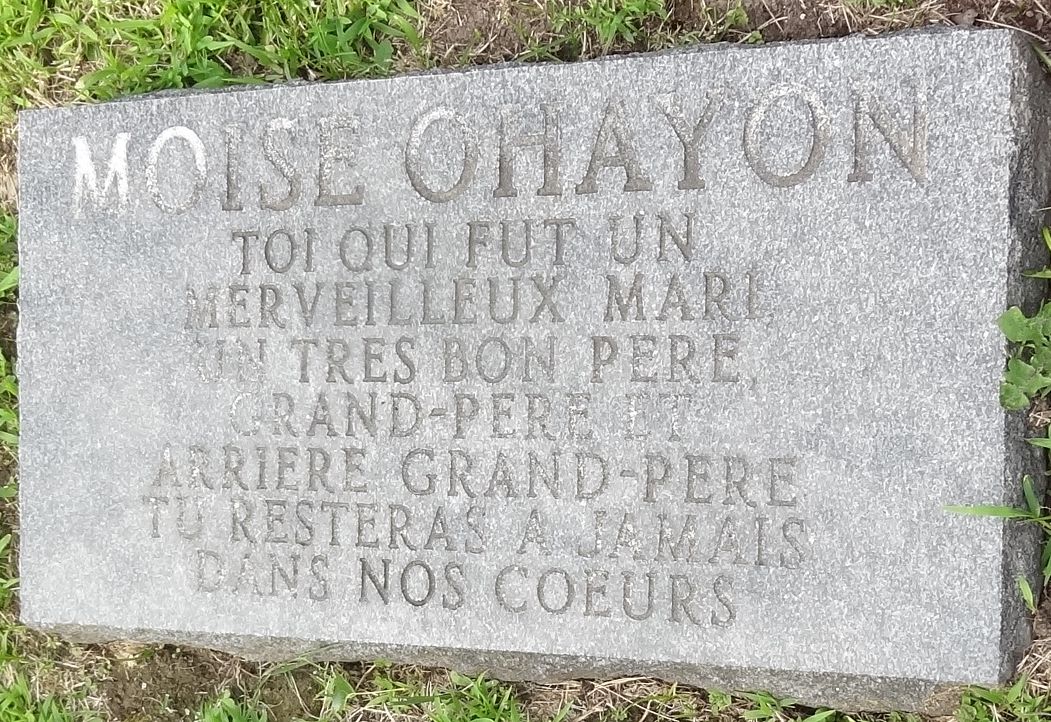 MOISE OHAYON
TOI QUI FUT UN
MERVEILLEUX MARI
UN TRES BON PERE,
GRAND-PERE ET
ARRIERE GRAND-PERE
TU RESTERAS A JAMAIS
DANS NOS COEURS